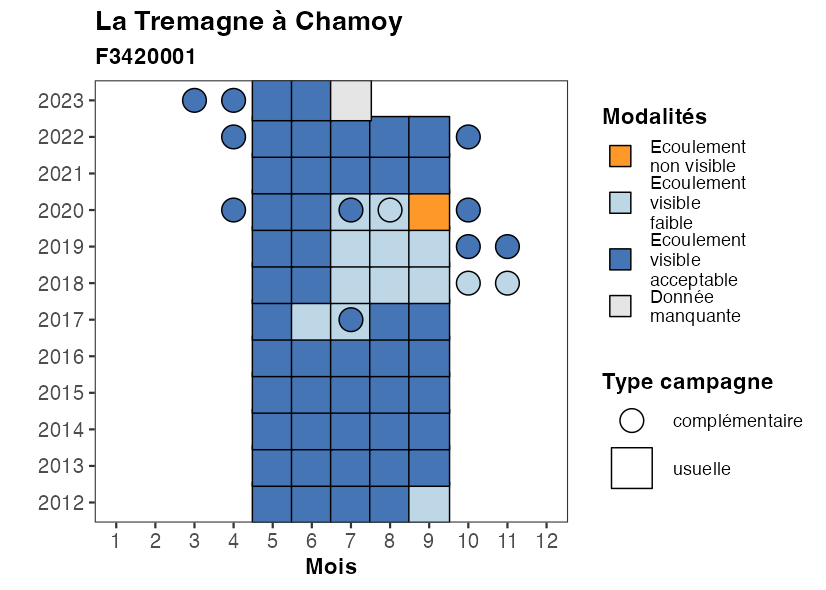 La Tremagne à Chamoy
F3420001
2023
2022
2021
2020
2019
2018
2017
2016
2015
2014
2013
2012
1 2 3 4 5 6 7 8 9 10 11 12
Mois
Modalités
Ecoulement
non visible
Ecoulement
visible
faible
Ecoulement
visible
acceptable
Donnée
manquante
Type campagne
complémentaire
usuelle